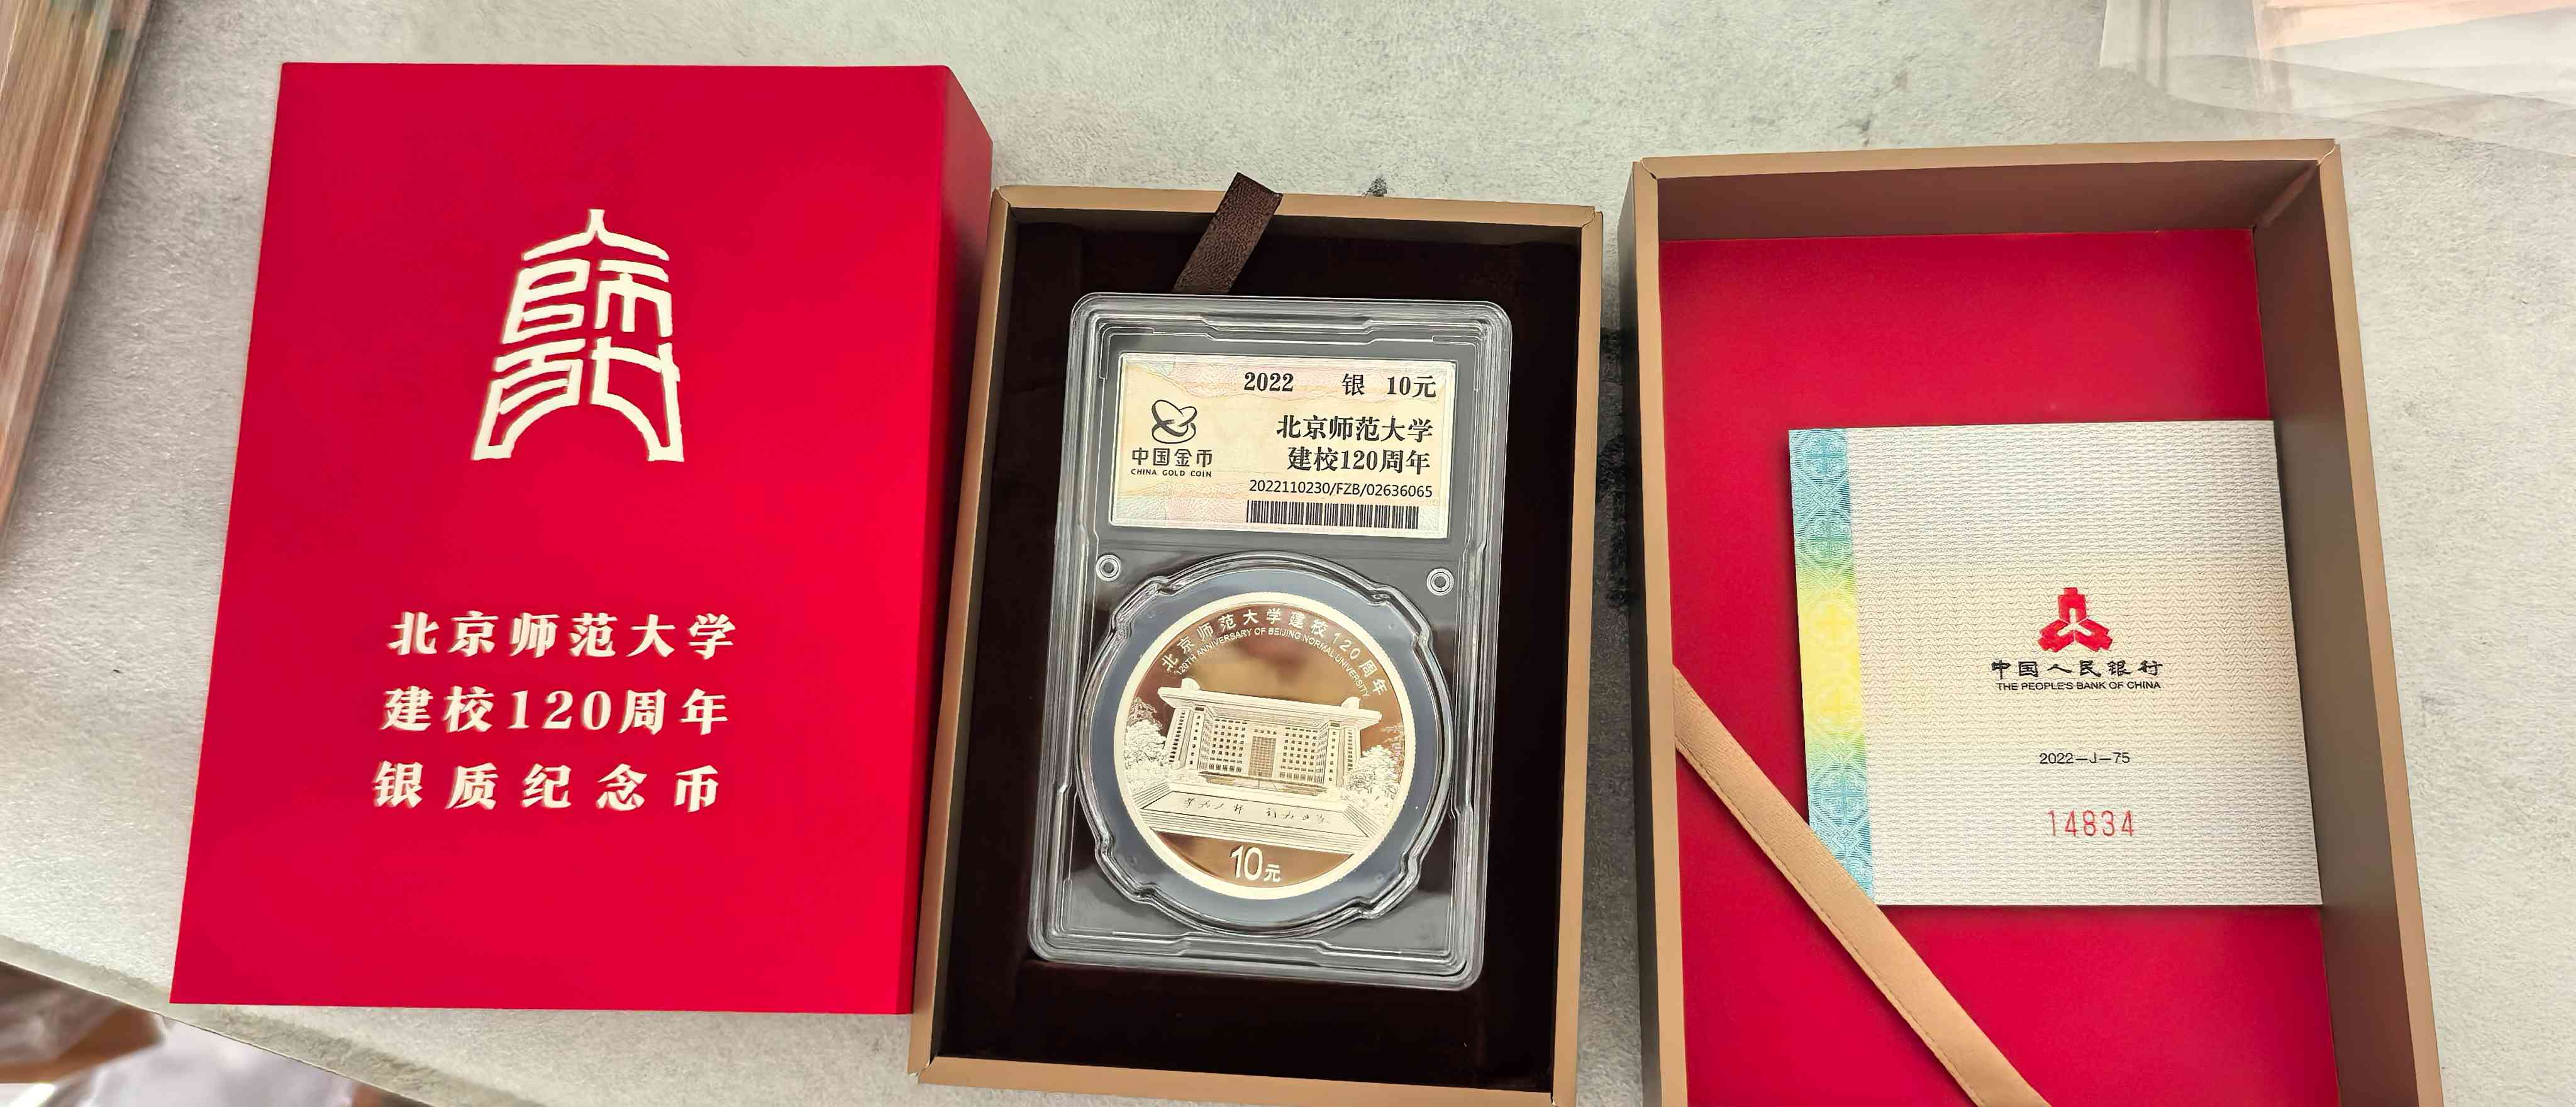 師百廿
北京师范大学
建校120周年
银质纪念币
2022 银 10元
中国金币
CHINA GOLD COIN
北京师范大学
建校120周年
2022110230/FZB/02636065
北京师范大学建校120周年
120TH ANNIVERSARY OF BEIJING NORMAL UNIVERSITY
10元
中国人民银行
THE PEOPLE'S BANK OF CHINA
2022-J-75
14834